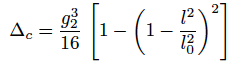 Δ_c = \frac{g_2^3}{16} \left[ 1 - \left( 1 - \frac{l^2}{l_0^2} \right)^2 \right]